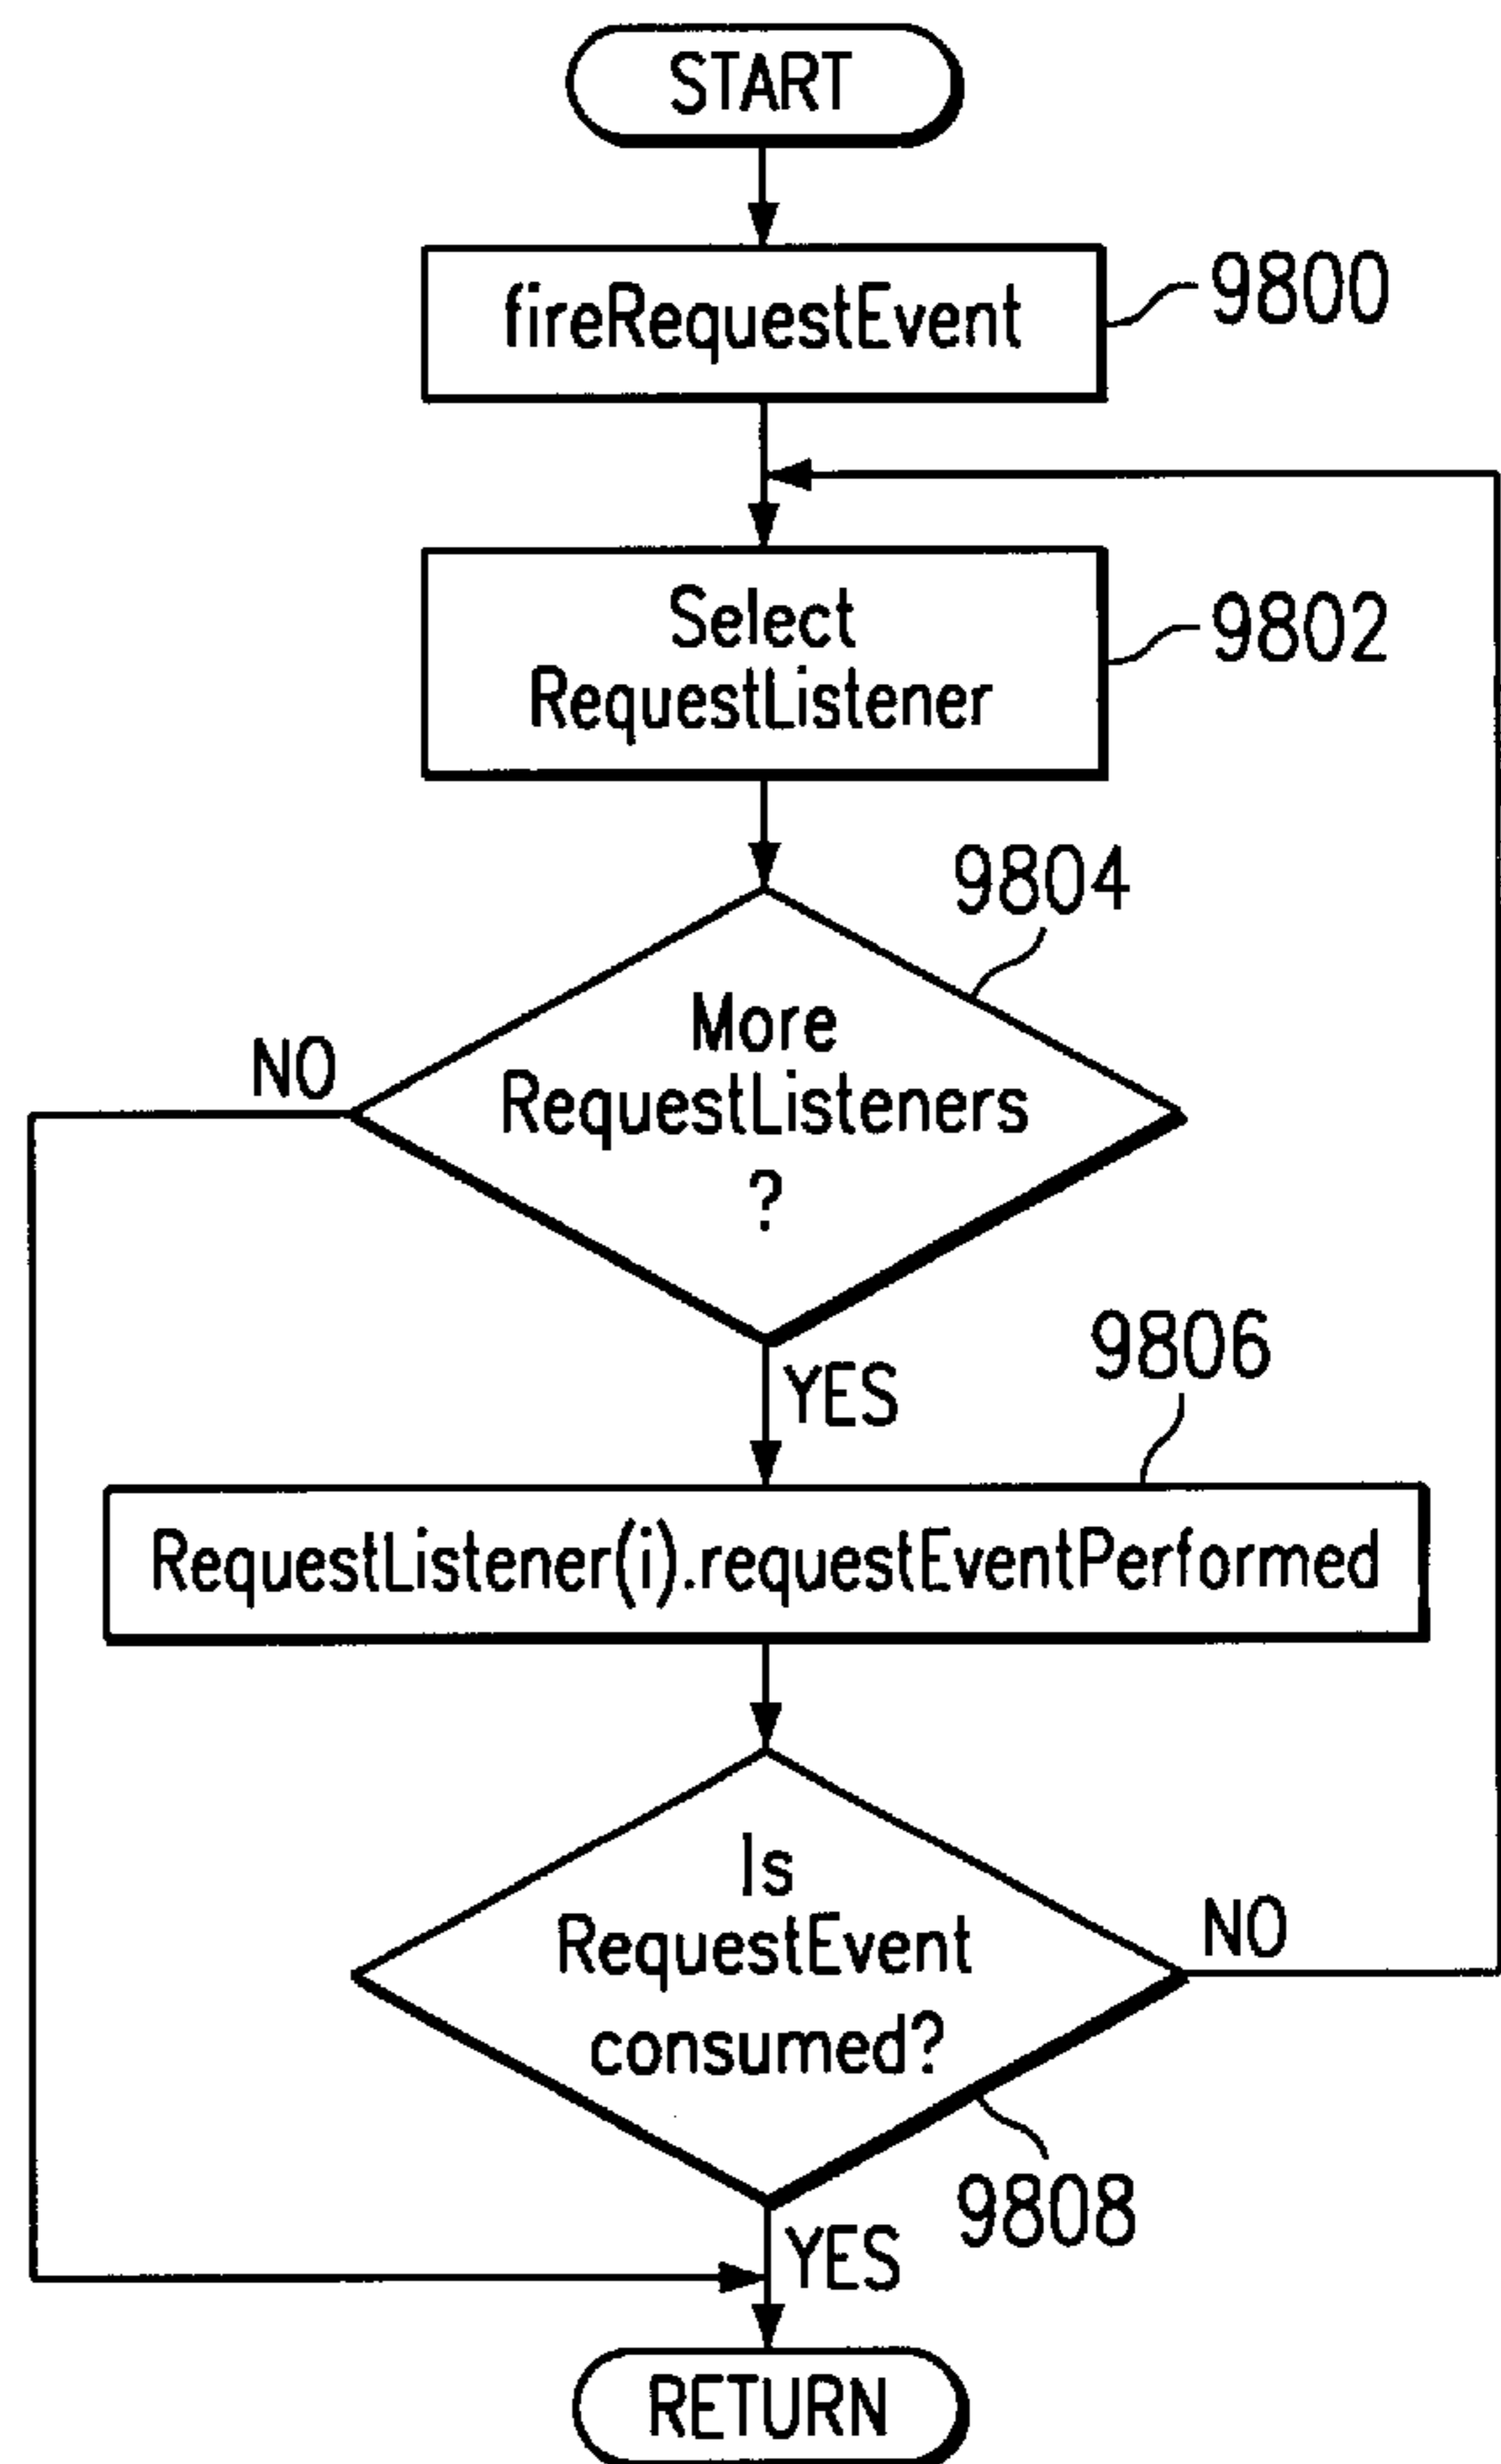 START
fireRequestEvent
9800
Select
RequestListener
9802
9804
More
RequestListeners
?
NO
YES
9806
RequestListener(i).requestEventPerformed
Is
RequestEvent
consumed?
NO
9808
YES
RETURN